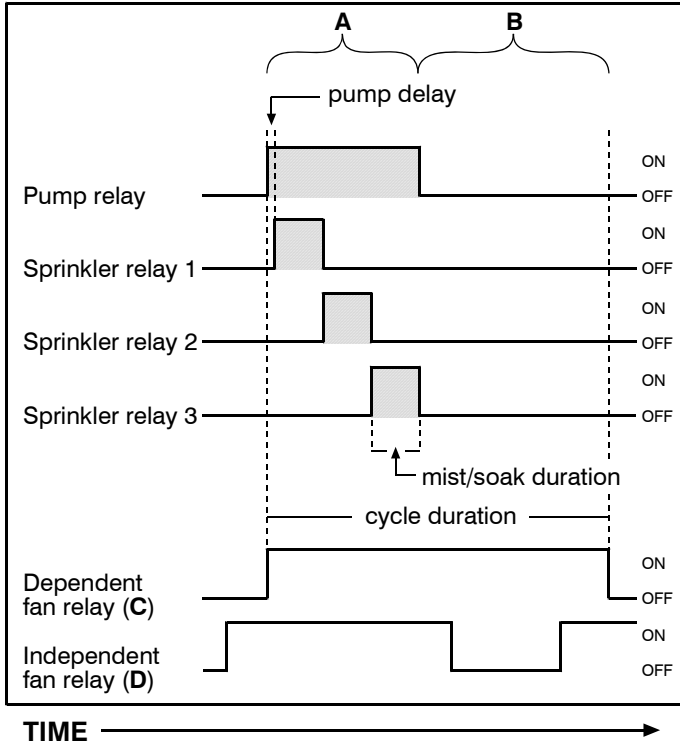 A B
pump delay
ON
Pump relay OFF
ON
Sprinkler relay 1 OFF
ON
Sprinkler relay 2 OFF
ON
Sprinkler relay 3 OFF
mist/soak duration
cycle duration
ON
Dependent
fan relay (C) OFF
ON
Independent
fan relay (D) OFF
TIME